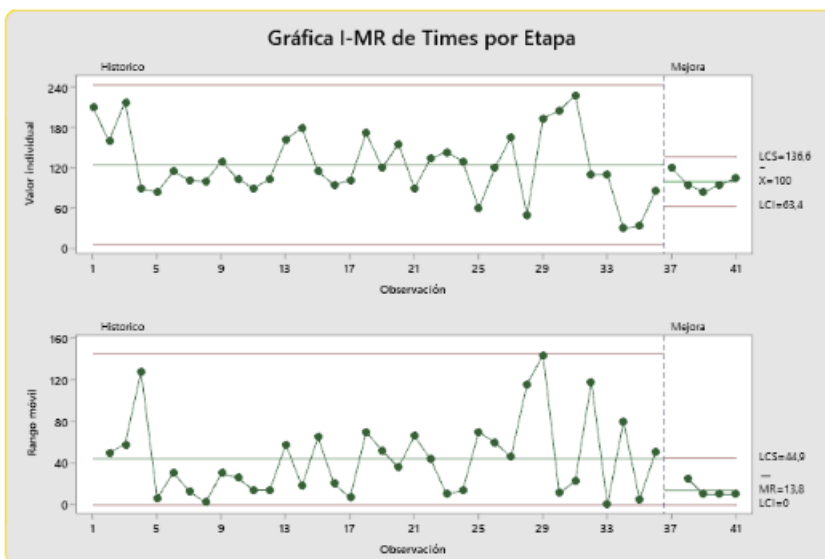 Gráfica I-MR de Times por Etapa
Historico Mejora
240
180
120
60
0
Valor individual
LCS=136,6
X=100
LCI=63,4
1 5 9 13 17 21 25 29 33 37 41
Observación
Historico Mejora
160
120
80
40
0
Rango móvil
LCS=44,9
MR=13,8
LCI=0
1 5 9 13 17 21 25 29 33 37 41
Observación